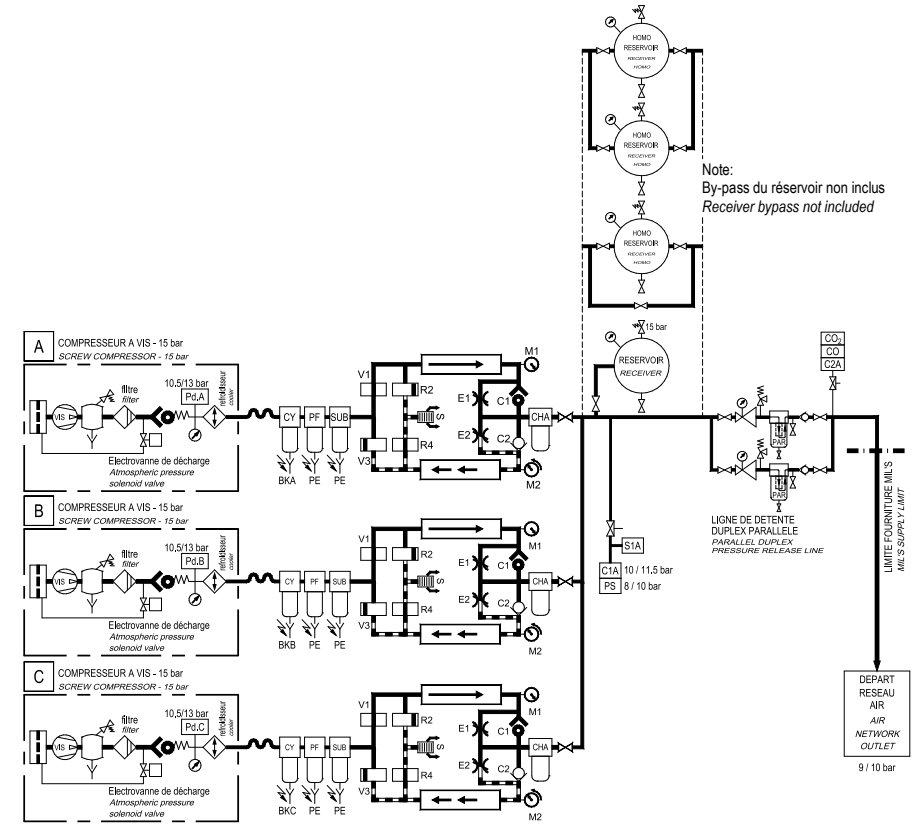 HOMO
RESERVOIR
RECEIVER
HOMO
HOMO
RESERVOIR
RECEIVER
HOMO
Note:
By-pass du réservoir non inclus
Receiver bypass not included
HOMO
RESERVOIR
RECEIVER
HOMO
15 bar
RESERVOIR
RECEIVER
A
COMPRESSEUR A VIS - 15 bar
SCREW COMPRESSOR - 15 bar
filtre
filter
10,5/13 bar
Pd.A
refroidisseur
cooler
VIS
Electrovanne de décharge
Atmospheric pressure
solenoid valve
CY
PF
SUB
BKA
PE
PE
V1
R2
S
V3
R4
M1
E1
C1
E2
C2
M2
CHA
CO2
CO
C2A
PAR
PAR
LIGNE DE DETENTE
DUPLEX PARALLELE
PARALLEL DUPLEX
PRESSURE RELEASE LINE
LIMITE FOURNITURE MIL'S
MIL'S SUPPLY LIMIT
S1A
C1A 10 / 11,5 bar
PS 8 / 10 bar
B
COMPRESSEUR A VIS - 15 bar
SCREW COMPRESSOR - 15 bar
filtre
filter
10,5/13 bar
Pd.B
refroidisseur
cooler
VIS
Electrovanne de décharge
Atmospheric pressure
solenoid valve
CY
PF
SUB
BKB
PE
PE
V1
R2
S
V3
R4
M1
E1
C1
E2
C2
M2
CHA
C
COMPRESSEUR A VIS - 15 bar
SCREW COMPRESSOR - 15 bar
filtre
filter
10,5/13 bar
Pd.C
refroidisseur
cooler
VIS
Electrovanne de décharge
Atmospheric pressure
solenoid valve
CY
PF
SUB
BKC
PE
PE
V1
R2
S
V3
R4
M1
E1
C1
E2
C2
M2
CHA
DEPART
RESEAU
AIR
AIR
NETWORK
OUTLET
9 / 10 bar